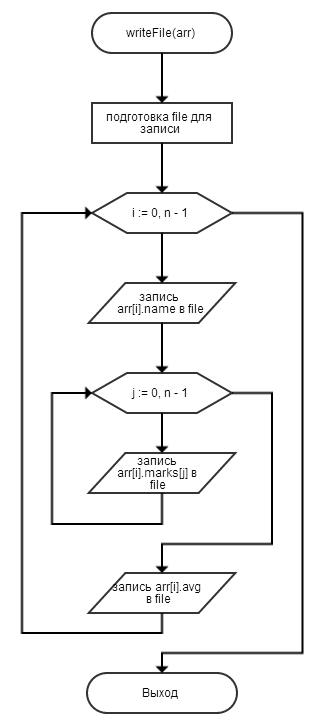 writeFile(arr)
подготовка file для
записи
i := 0, n - 1
запись
arr[i].name в file
j := 0, n - 1
запись
arr[i].marks[j] в
file
запись arr[i].avg
в file
Выход